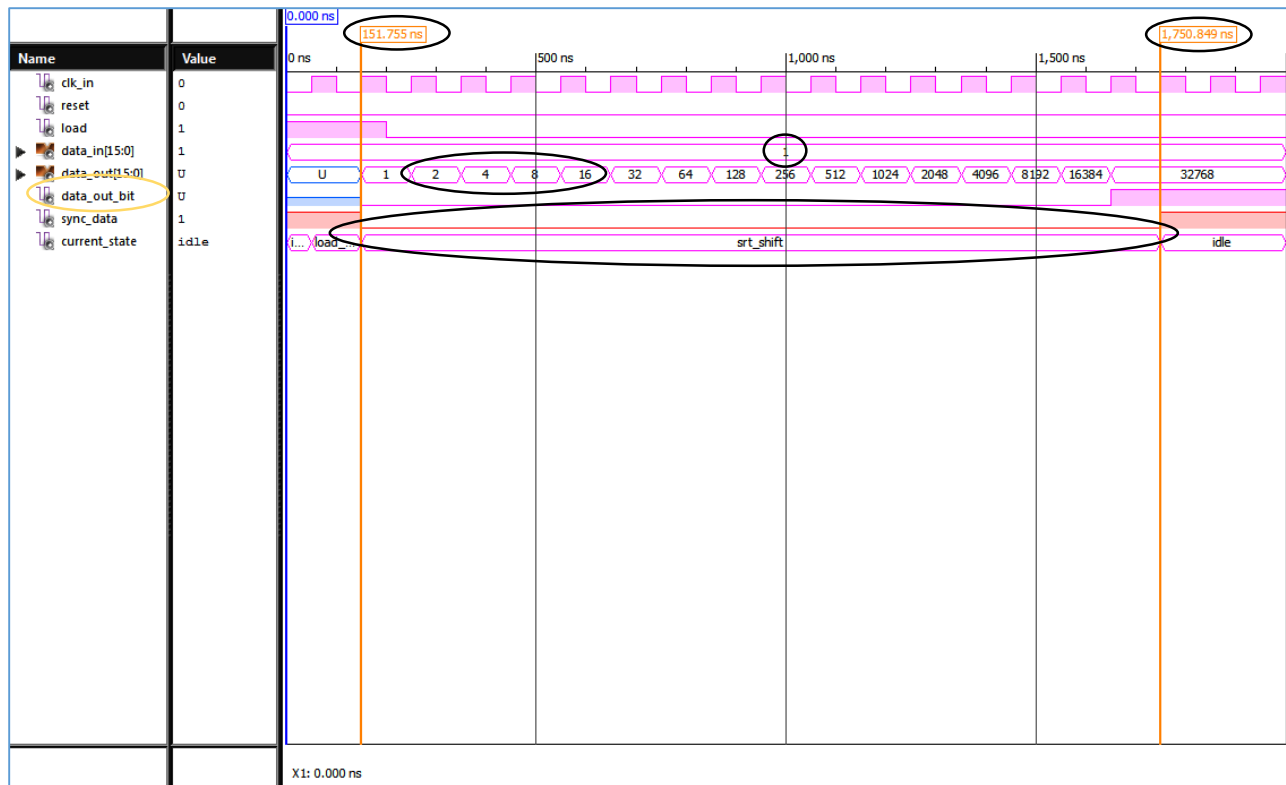 0.000 ns
151.755 ns 1,750.849 ns
Name Value 0 ns 500 ns 1,000 ns 1,500 ns
clk_in 0
reset 0
load 1
data_in[15:0] 1 1
data_out[15:0] U U 1 2 4 8 16 32 64 128 256 512 1024 2048 4096 8192 16384 32768
data_out_bit U
sync_data 1
current_state idle i... load_... srt_shift idle
X1: 0.000 ns